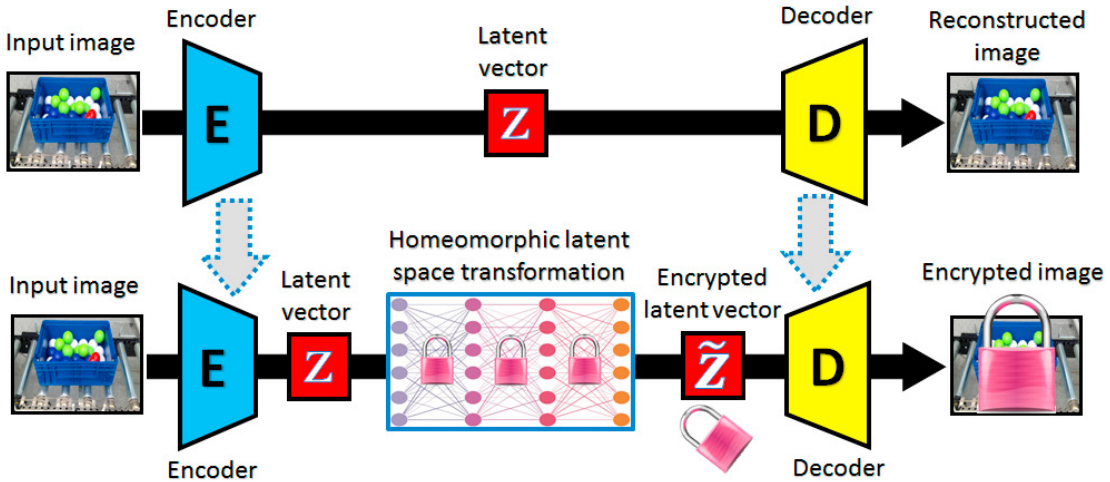 Encoder
Input image
E
Latent
vector
Z
Decoder
D
Reconstructed
image
Input image
E
Encoder
Latent
vector
Z
Homeomorphic latent
space transformation
Encrypted
latent vector
Z̃
D
Decoder
Encrypted image